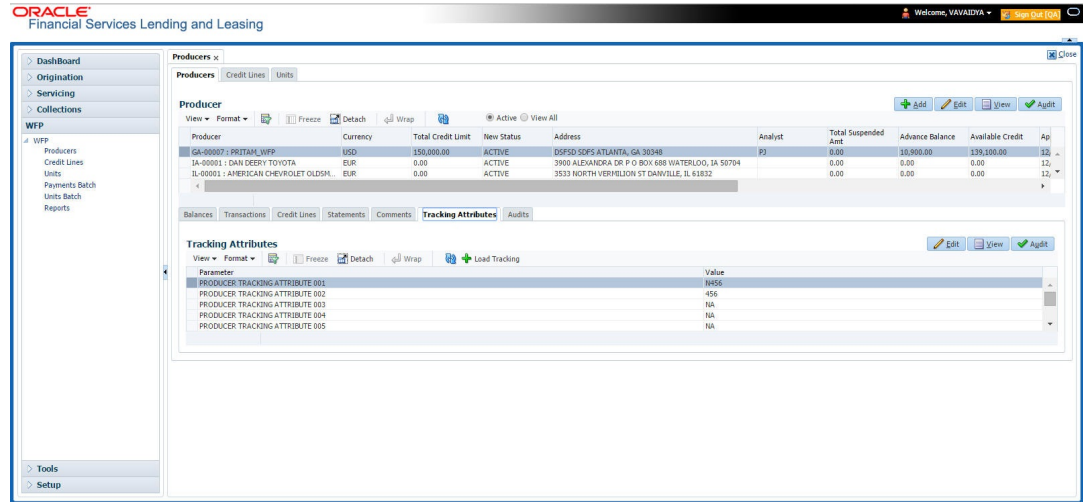 ORACLE
Financial Services Lending and Leasing
Welcome, VAVAIDYA
Sign Out [QA]
DashBoard
Origination
Servicing
Collections
WFP
WFP
Producers
Credit Lines
Units
Payments Batch
Units Batch
Reports
Tools
Setup
Producers x
Close
Producers Credit Lines Units
Producer
Add Edit View Audit
View Format Freeze Detach Wrap Active View All
Producer Currency Total Credit Limit New Status Address Analyst Total Suspended Amt Advance Balance Available Credit Ap
GA-00007 : PRITAM_WFP USD 150,000.00 ACTIVE DSFSD SDFS ATLANTA, GA 30348 PJ 0.00 10,900.00 139,100.00 12/
IA-00001 : DAN DEERY TOYOTA EUR 0.00 ACTIVE 3900 ALEXANDRA DR P O BOX 688 WATERLOO, IA 50704 0.00 0.00 0.00 12/
IL-00001 : AMERICAN CHEVROLET OLDSM... EUR 0.00 ACTIVE 3533 NORTH VERMILION ST DANVILLE, IL 61832 0.00 0.00 0.00 12/
Balances Transactions Credit Lines Statements Comments Tracking Attributes Audits
Tracking Attributes
Edit View Audit
View Format Freeze Detach Wrap Load Tracking
Parameter Value
PRODUCER TRACKING ATTRIBUTE 001 N456
PRODUCER TRACKING ATTRIBUTE 002 456
PRODUCER TRACKING ATTRIBUTE 003 NA
PRODUCER TRACKING ATTRIBUTE 004 NA
PRODUCER TRACKING ATTRIBUTE 005 NA